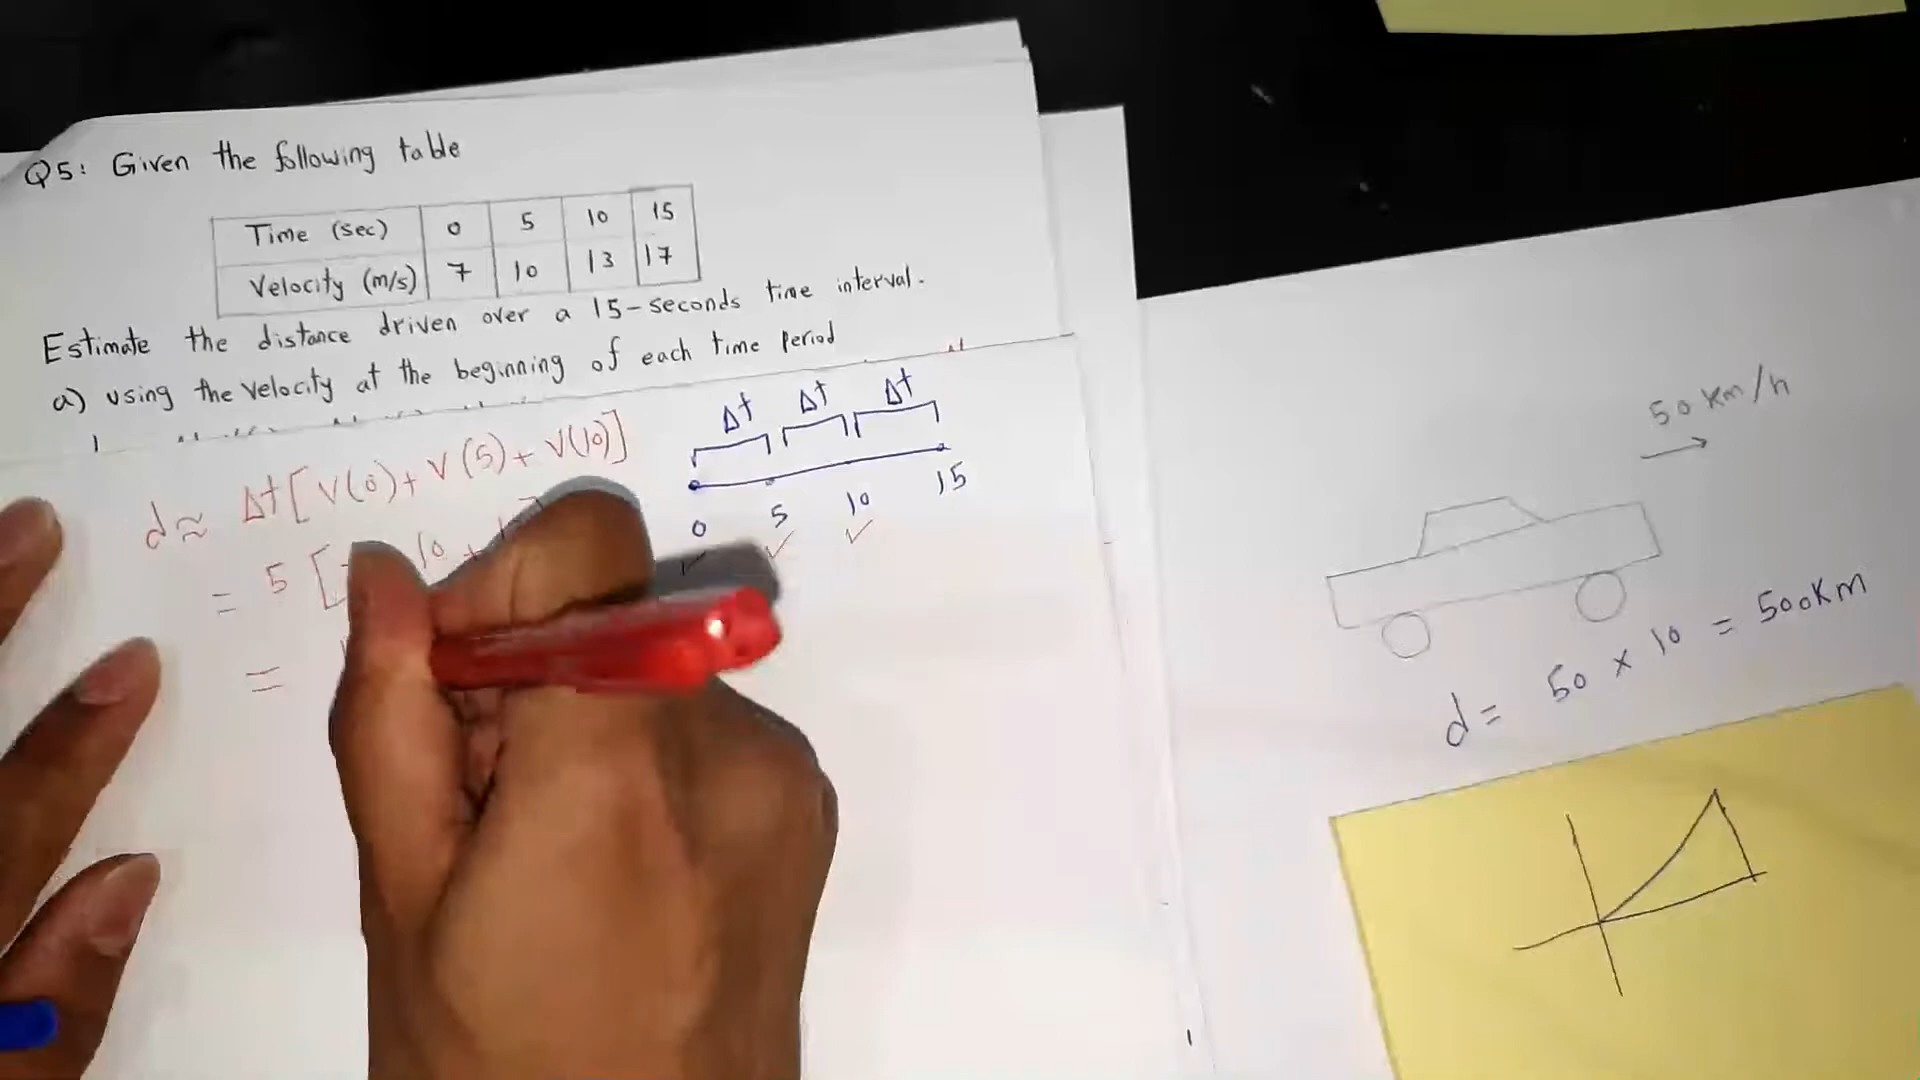 Q5: Given the following table
Time (sec) 0 5 10 15
Velocity (m/s) 7 10 13 17
Estimate the distance driven over a 15-seconds time interval.
a) using the velocity at the beginning of each time period
Δt Δt Δt
d ≈ Δt [V(0) + V(5) + V(10)]
0 5 10 15
= 5 [ 10 +
=
50 km/h
d = 50 × 10 = 500km